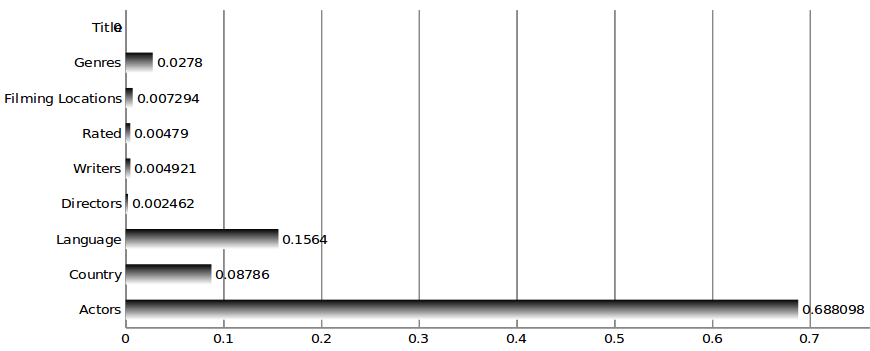 Title 0
Genres 0.0278
Filming Locations 0.007294
Rated 0.00479
Writers 0.004921
Directors 0.002462
Language 0.1564
Country 0.08786
Actors 0.688098
0 0.1 0.2 0.3 0.4 0.5 0.6 0.7